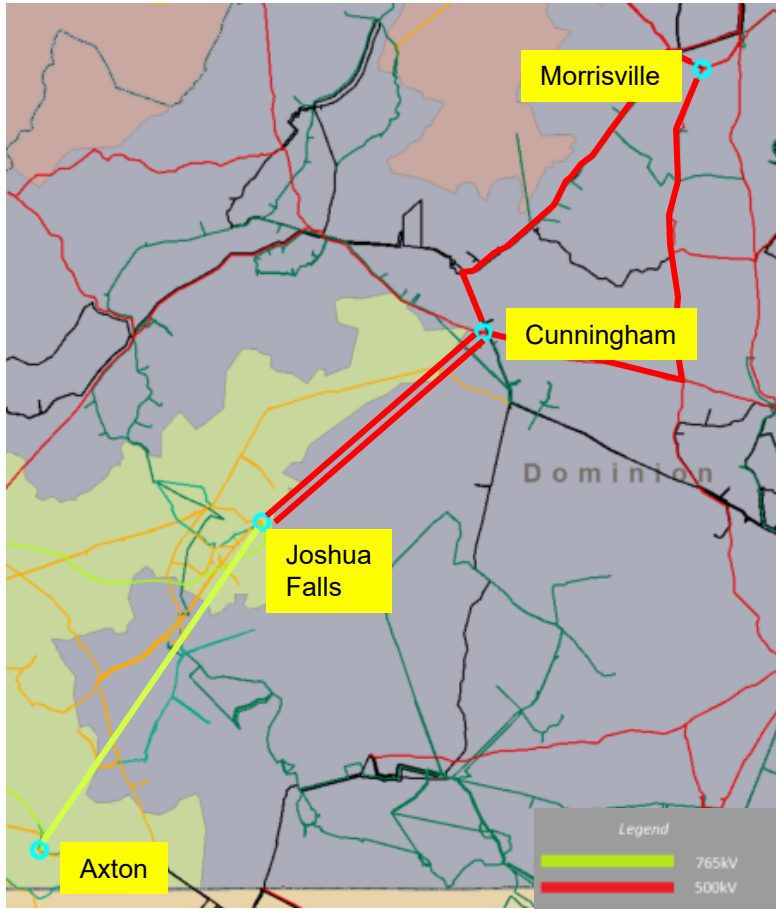 Morrisville
Cunningham
Dominion
Joshua
Falls
Axton
Legend
765kV
500kV